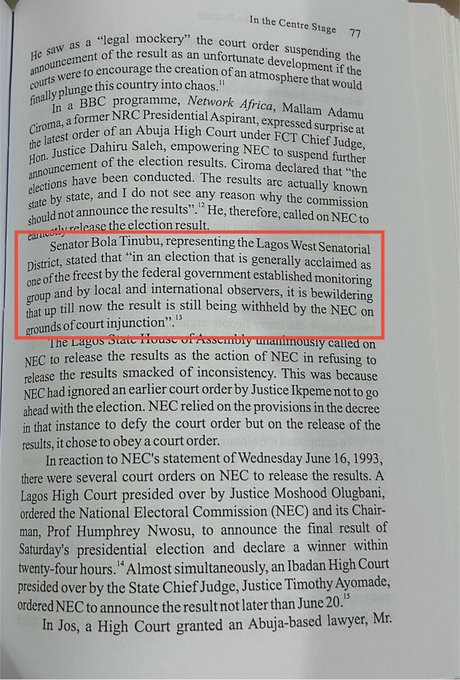 In the Centre Stage 77
He saw as a “legal mockery” the court order suspending the
announcement of the result as an unfortunate development if the
courts were to encourage the creation of an atmosphere that would
finally plunge this country into chaos.11
In a BBC programme, Network Africa, Mallam Adamu
Ciroma, a former NRC Presidential Aspirant, expressed surprise at
the latest order of an Abuja High Court under FCT Chief Judge,
Hon. Justice Dahiru Saleh, empowering NEC to suspend further
announcement of the election results. Ciroma declared that “the
elections have been conducted. The results are actually known
state by state, and I do not see any reason why the commission
should not announce the results”.12 He, therefore, called on NEC to
earnestly release the election result.
Senator Bola Tinubu, representing the Lagos West Senatorial
District, stated that “in an election that is generally acclaimed as
one of the freest by the federal government established monitoring
group and by local and international observers, it is bewildering
that up till now the result is still being withheld by the NEC on
grounds of court injunction”.13
The Lagos State House of Assembly unanimously called on
NEC to release the results as the action of NEC in refusing to
release the results smacked of inconsistency. This was because
NEC had ignored an earlier court order by Justice Ikpeme not to go
ahead with the election. NEC relied on the provisions in the decree
in that instance to defy the court order but on the release of the
results, it chose to obey a court order.
In reaction to NEC's statement of Wednesday June 16, 1993,
there were several court orders on NEC to release the results. A
Lagos High Court presided over by Justice Moshood Olugbani,
ordered the National Electoral Commission (NEC) and its Chair-
man, Prof Humphrey Nwosu, to announce the final result of
Saturday's presidential election and declare a winner within
twenty-four hours.14 Almost simultaneously, an Ibadan High Court
presided over by the State Chief Judge, Justice Timothy Ayomade,
ordered NEC to announce the result not later than June 20.15
In Jos, a High Court granted an Abuja-based lawyer, Mr.